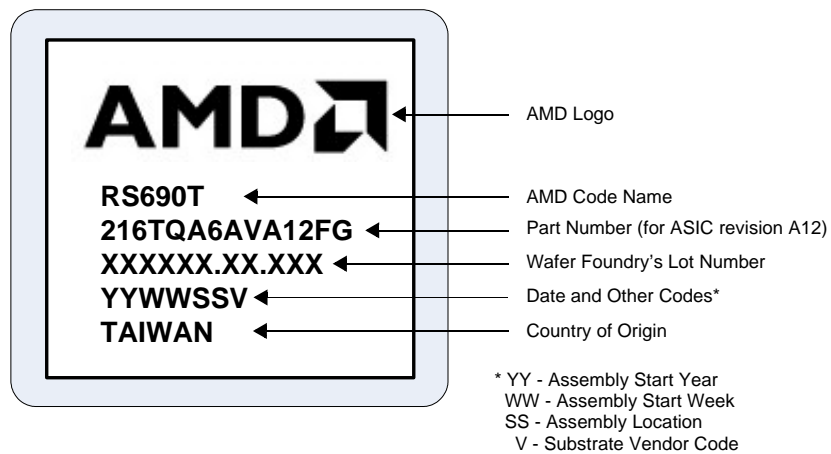 AMD
AMD Logo
RS690T
AMD Code Name
216TQA6AVA12FG
Part Number (for ASIC revision A12)
XXXXXX.XX.XXX
Wafer Foundry's Lot Number
YYWWSSV
Date and Other Codes*
TAIWAN
Country of Origin
* YY - Assembly Start Year
WW - Assembly Start Week
SS - Assembly Location
V - Substrate Vendor Code